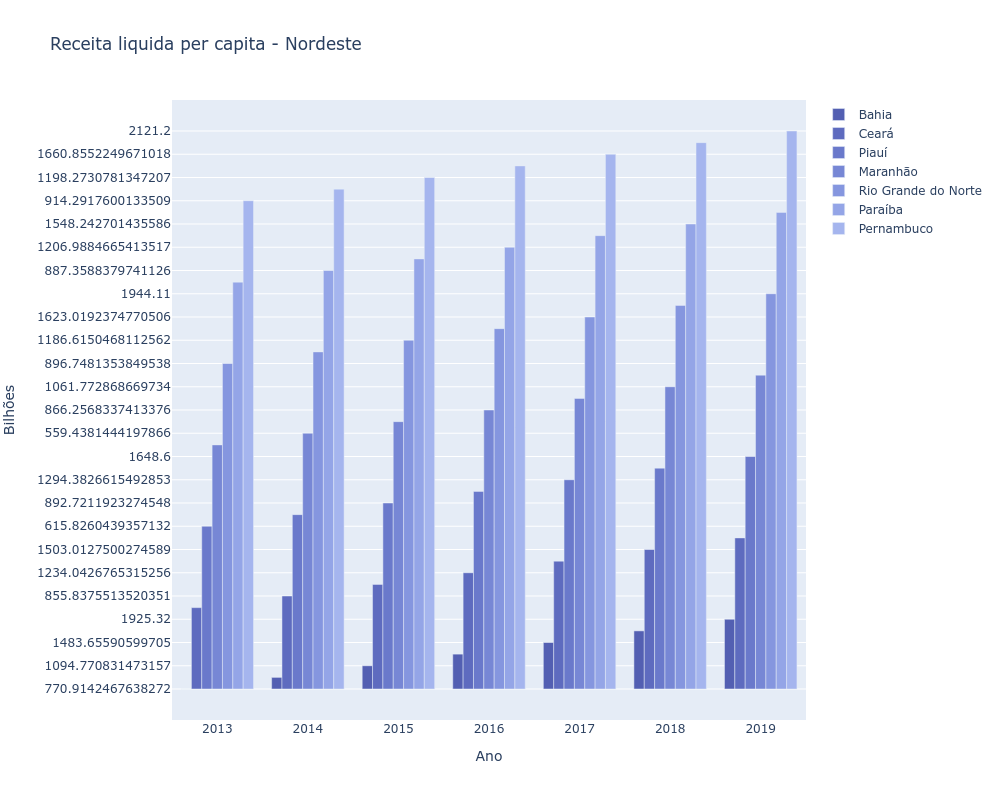 Receita liquida per capita - Nordeste
Bilhões
2121.2
1660.8552249671018
1198.2730781347207
914.2917600133509
1548.242701435586
1206.9884665413517
887.3588379741126
1944.11
1623.0192374770506
1186.6150468112562
896.7481353849538
1061.772868669734
866.2568337413376
559.4381444197866
1648.6
1294.3826615492853
892.7211923274548
615.8260439357132
1503.0127500274589
1234.0426765315256
855.8375513520351
1925.32
1483.65590599705
1094.770831473157
770.9142467638272
2013 2014 2015 2016 2017 2018 2019
Ano
Bahia
Ceará
Piauí
Maranhão
Rio Grande do Norte
Paraíba
Pernambuco